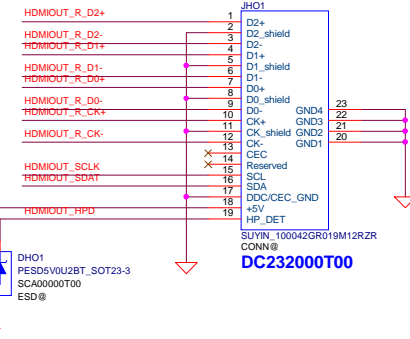 JHO1
HDMIOUT_R_D2+ 1 D2+
2 D2_shield
HDMIOUT_R_D2- 3 D2-
HDMIOUT_R_D1+ 4 D1+
5 D1_shield
HDMIOUT_R_D1- 6 D1-
HDMIOUT_R_D0+ 7 D0+
8 D0_shield
HDMIOUT_R_D0- 9 D0- GND4 23
HDMIOUT_R_CK+ 10 CK+ GND3 22
11 CK_shield GND2 21
HDMIOUT_R_CK- 12 CK- GND1 20
13 CEC
14 Reserved
HDMIOUT_SCLK 15 SCL
HDMIOUT_SDAT 16 SDA
17 DDC/CEC_GND
18 +5V
HDMIOUT_HPD 19 HP_DET
SUYIN_100042GR019M12RZR
CONN@
DC232000T00
DHO1
PESD5V0U2BT_SOT23-3
SCA00000T00
ESD@